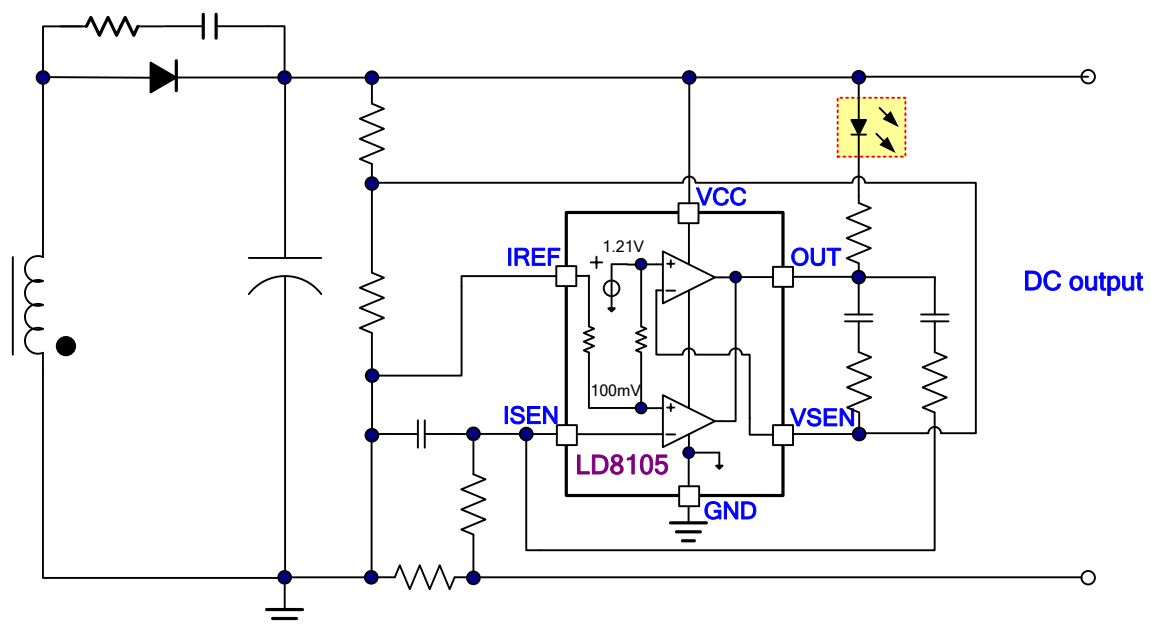 VCC
1.21V
IREF
+
+
−
OUT
DC output
100mV
ISEN
+
−
VSEN
LD8105
GND